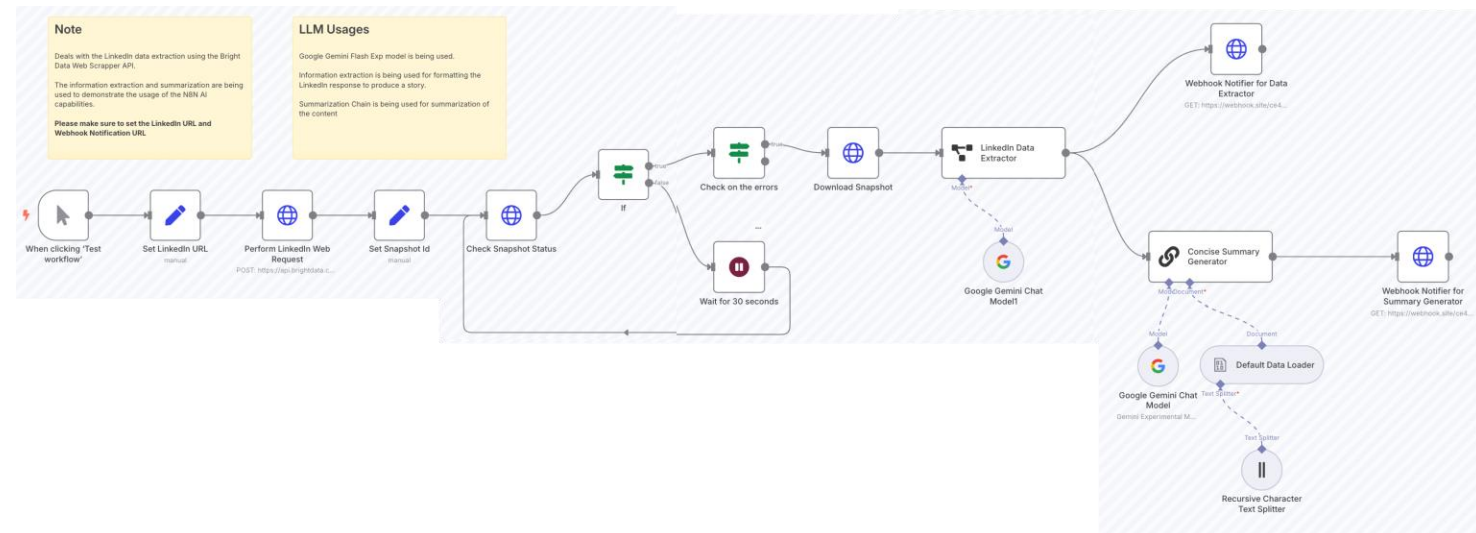 Note
Deals with the LinkedIn data extraction using the Bright
Data Web Scrapper API.
The information extraction and summarization are being
used to demonstrate the usage of the N8N AI
capabilities.
Please make sure to set the LinkedIn URL and
Webhook Notification URL
LLM Usages
Google Gemini Flash Exp model is being used.
Information extraction is being used for formatting the
LinkedIn response to produce a story.
Summarization Chain is being used for summarization of
the content
When clicking 'Test
workflow'
Set LinkedIn URL
manual
Perform LinkedIn Web
Request
POST: https://api.brightdata.c...
Set Snapshot Id
manual
Check Snapshot Status
If
true
false
Check on the errors
true
Wait for 30 seconds
...
Download Snapshot
LinkedIn Data
Extractor
Model*
Model
Google Gemini Chat
Model1
Webhook Notifier for Data
Extractor
GET: https://webhook.site/ce4...
Concise Summary
Generator
Document*
Model
Google Gemini Chat
Model
Gemini Experimental M...
Document
Default Data Loader
Text Splitter*
Text Splitter
Recursive Character
Text Splitter
Webhook Notifier for
Summary Generator
GET: https://webhook.site/ce4...